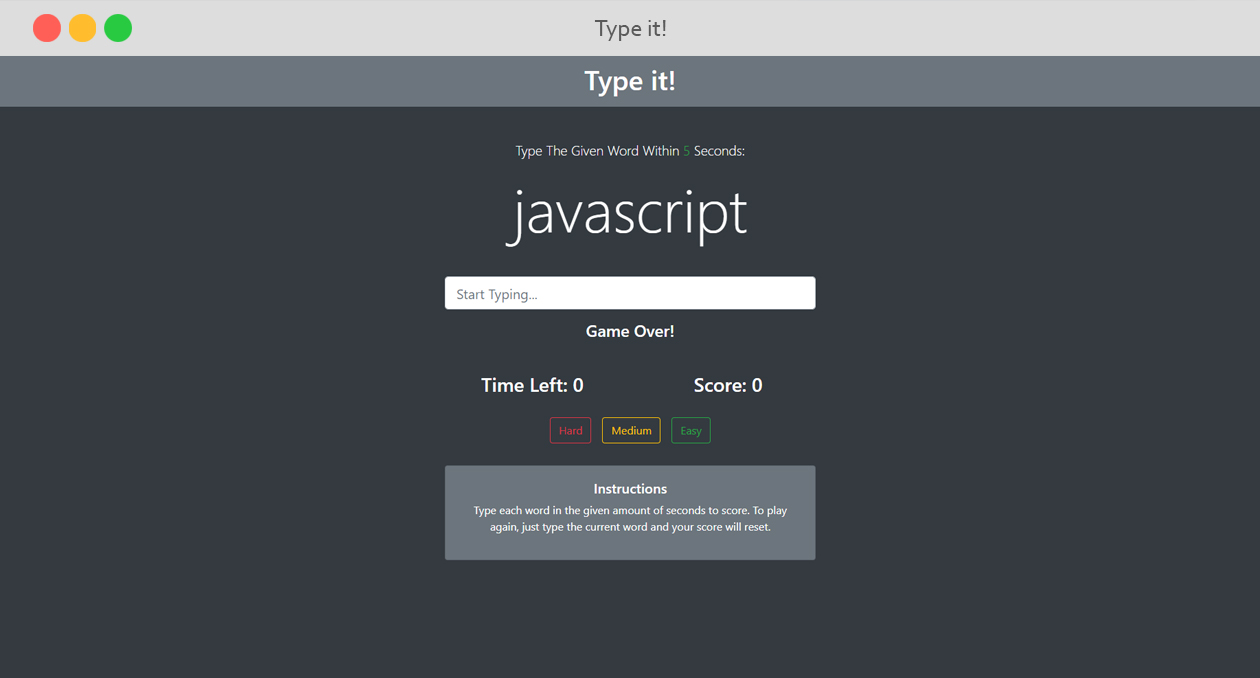 Type it!
Type it!
Type The Given Word Within 5 Seconds:
javascript
Start Typing...
Game Over!
Time Left: 0 Score: 0
Hard Medium Easy
Instructions
Type each word in the given amount of seconds to score. To play
again, just type the current word and your score will reset.